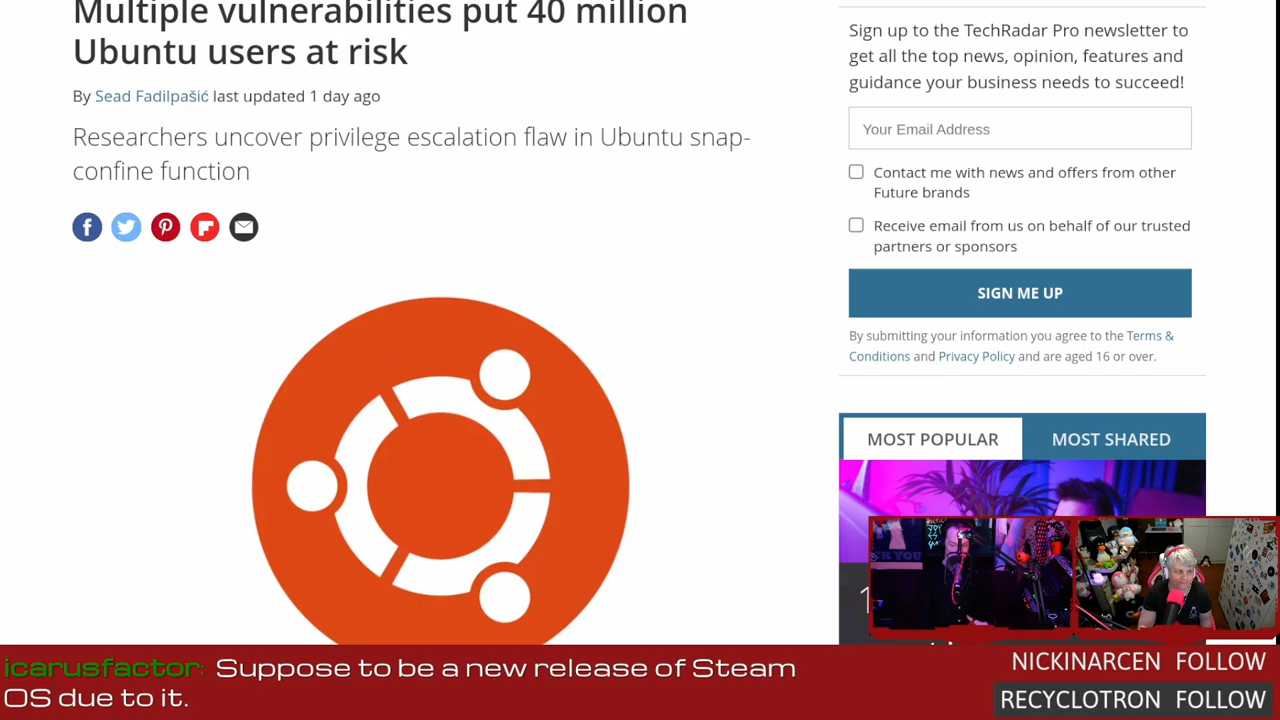 Multiple vulnerabilities put 40 million
Ubuntu users at risk
By Sead Fadilpašić last updated 1 day ago
Researchers uncover privilege escalation flaw in Ubuntu snap-
confine function
Sign up to the TechRadar Pro newsletter to
get all the top news, opinion, features and
guidance your business needs to succeed!
Your Email Address
Contact me with news and offers from other
Future brands
Receive email from us on behalf of our trusted
partners or sponsors
SIGN ME UP
By submitting your information you agree to the Terms &
Conditions and Privacy Policy and are aged 16 or over.
MOST POPULAR
MOST SHARED
icarusfactor: Suppose to be a new release of Steam
OS due to it.
NICKINARCEN FOLLOW
RECYCLOTRON FOLLOW